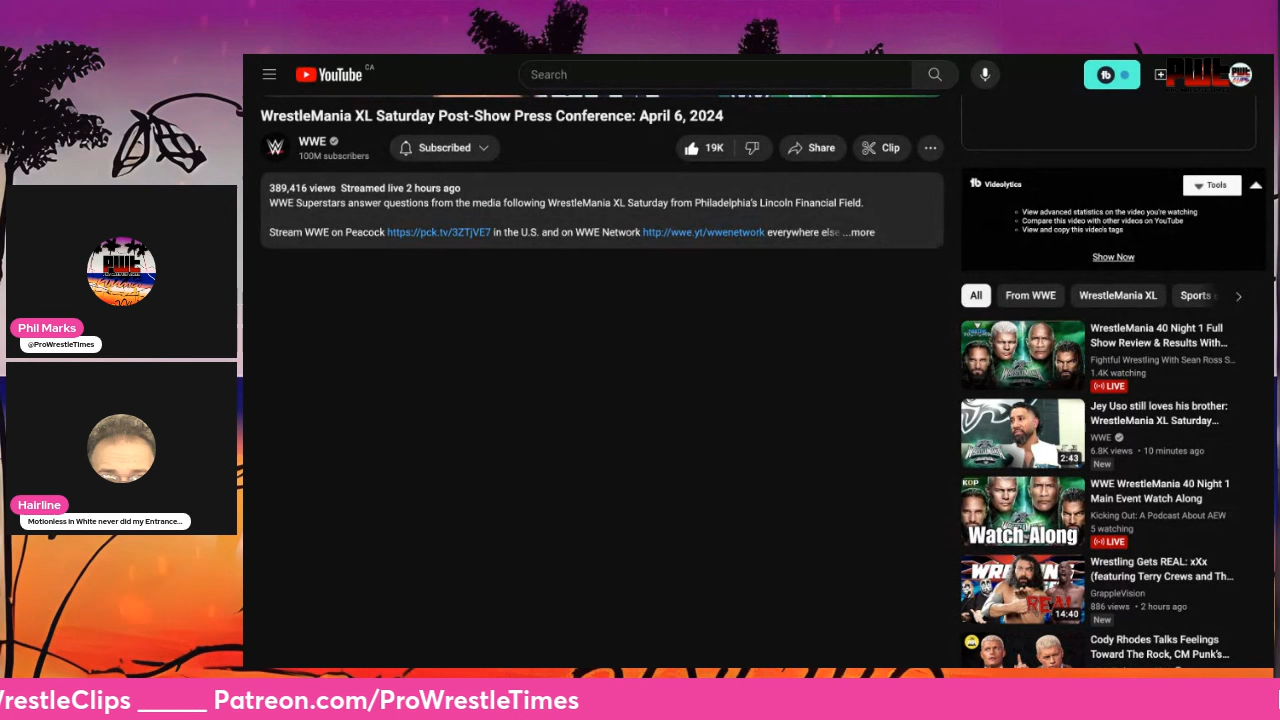 YouTube CA
Search
PWT
WrestleMania XL Saturday Post-Show Press Conference: April 6, 2024
WWE
100M subscribers
Subscribed
19K
Share
Clip
389,416 views Streamed live 2 hours ago
WWE Superstars answer questions from the media following WrestleMania XL Saturday from Philadelphia's Lincoln Financial Field.
Stream WWE on Peacock https://pck.tv/3ZTjVE7 in the U.S. and on WWE Network http://wwe.yt/wwenetwork everywhere else ...more
Videolytics
Tools
View advanced statistics on the video you're watching
Compare this video with other videos on YouTube
View and copy this video's tags
Show Now
All
From WWE
WrestleMania XL
Sports
WrestleMania 40 Night 1 Full
Show Review & Results With...
Fightful Wrestling With Sean Ross S...
1.4K watching
LIVE
2:43
Jey Uso still loves his brother:
WrestleMania XL Saturday...
WWE
6.8K views • 10 minutes ago
New
KOP
Watch Along
WWE WrestleMania 40 Night 1
Main Event Watch Along
Kicking Out: A Podcast About AEW
5 watching
LIVE
REAL
14:40
Wrestling Gets REAL: xXx
(featuring Terry Crews and Th...
GrappleVision
886 views • 2 hours ago
New
Cody Rhodes Talks Feelings
Toward The Rock, CM Punk's...
PWT
Phil Marks
@ProWrestleTimes
Hairline
Motionless in White never did my Entrance...
WrestleClips _____ Patreon.com/ProWrestleTimes